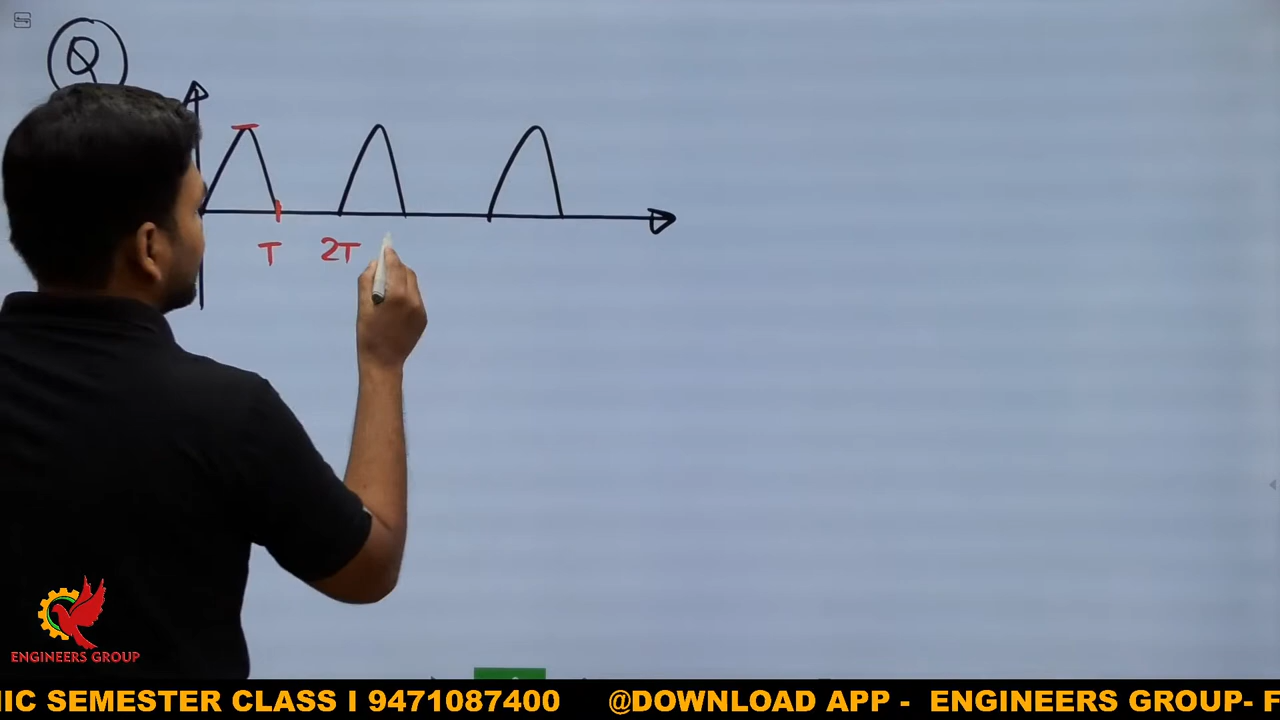 Q
T 2T
ENGINEERS GROUP
IC SEMESTER CLASS I 9471087400 @DOWNLOAD APP - ENGINEERS GROUP- F